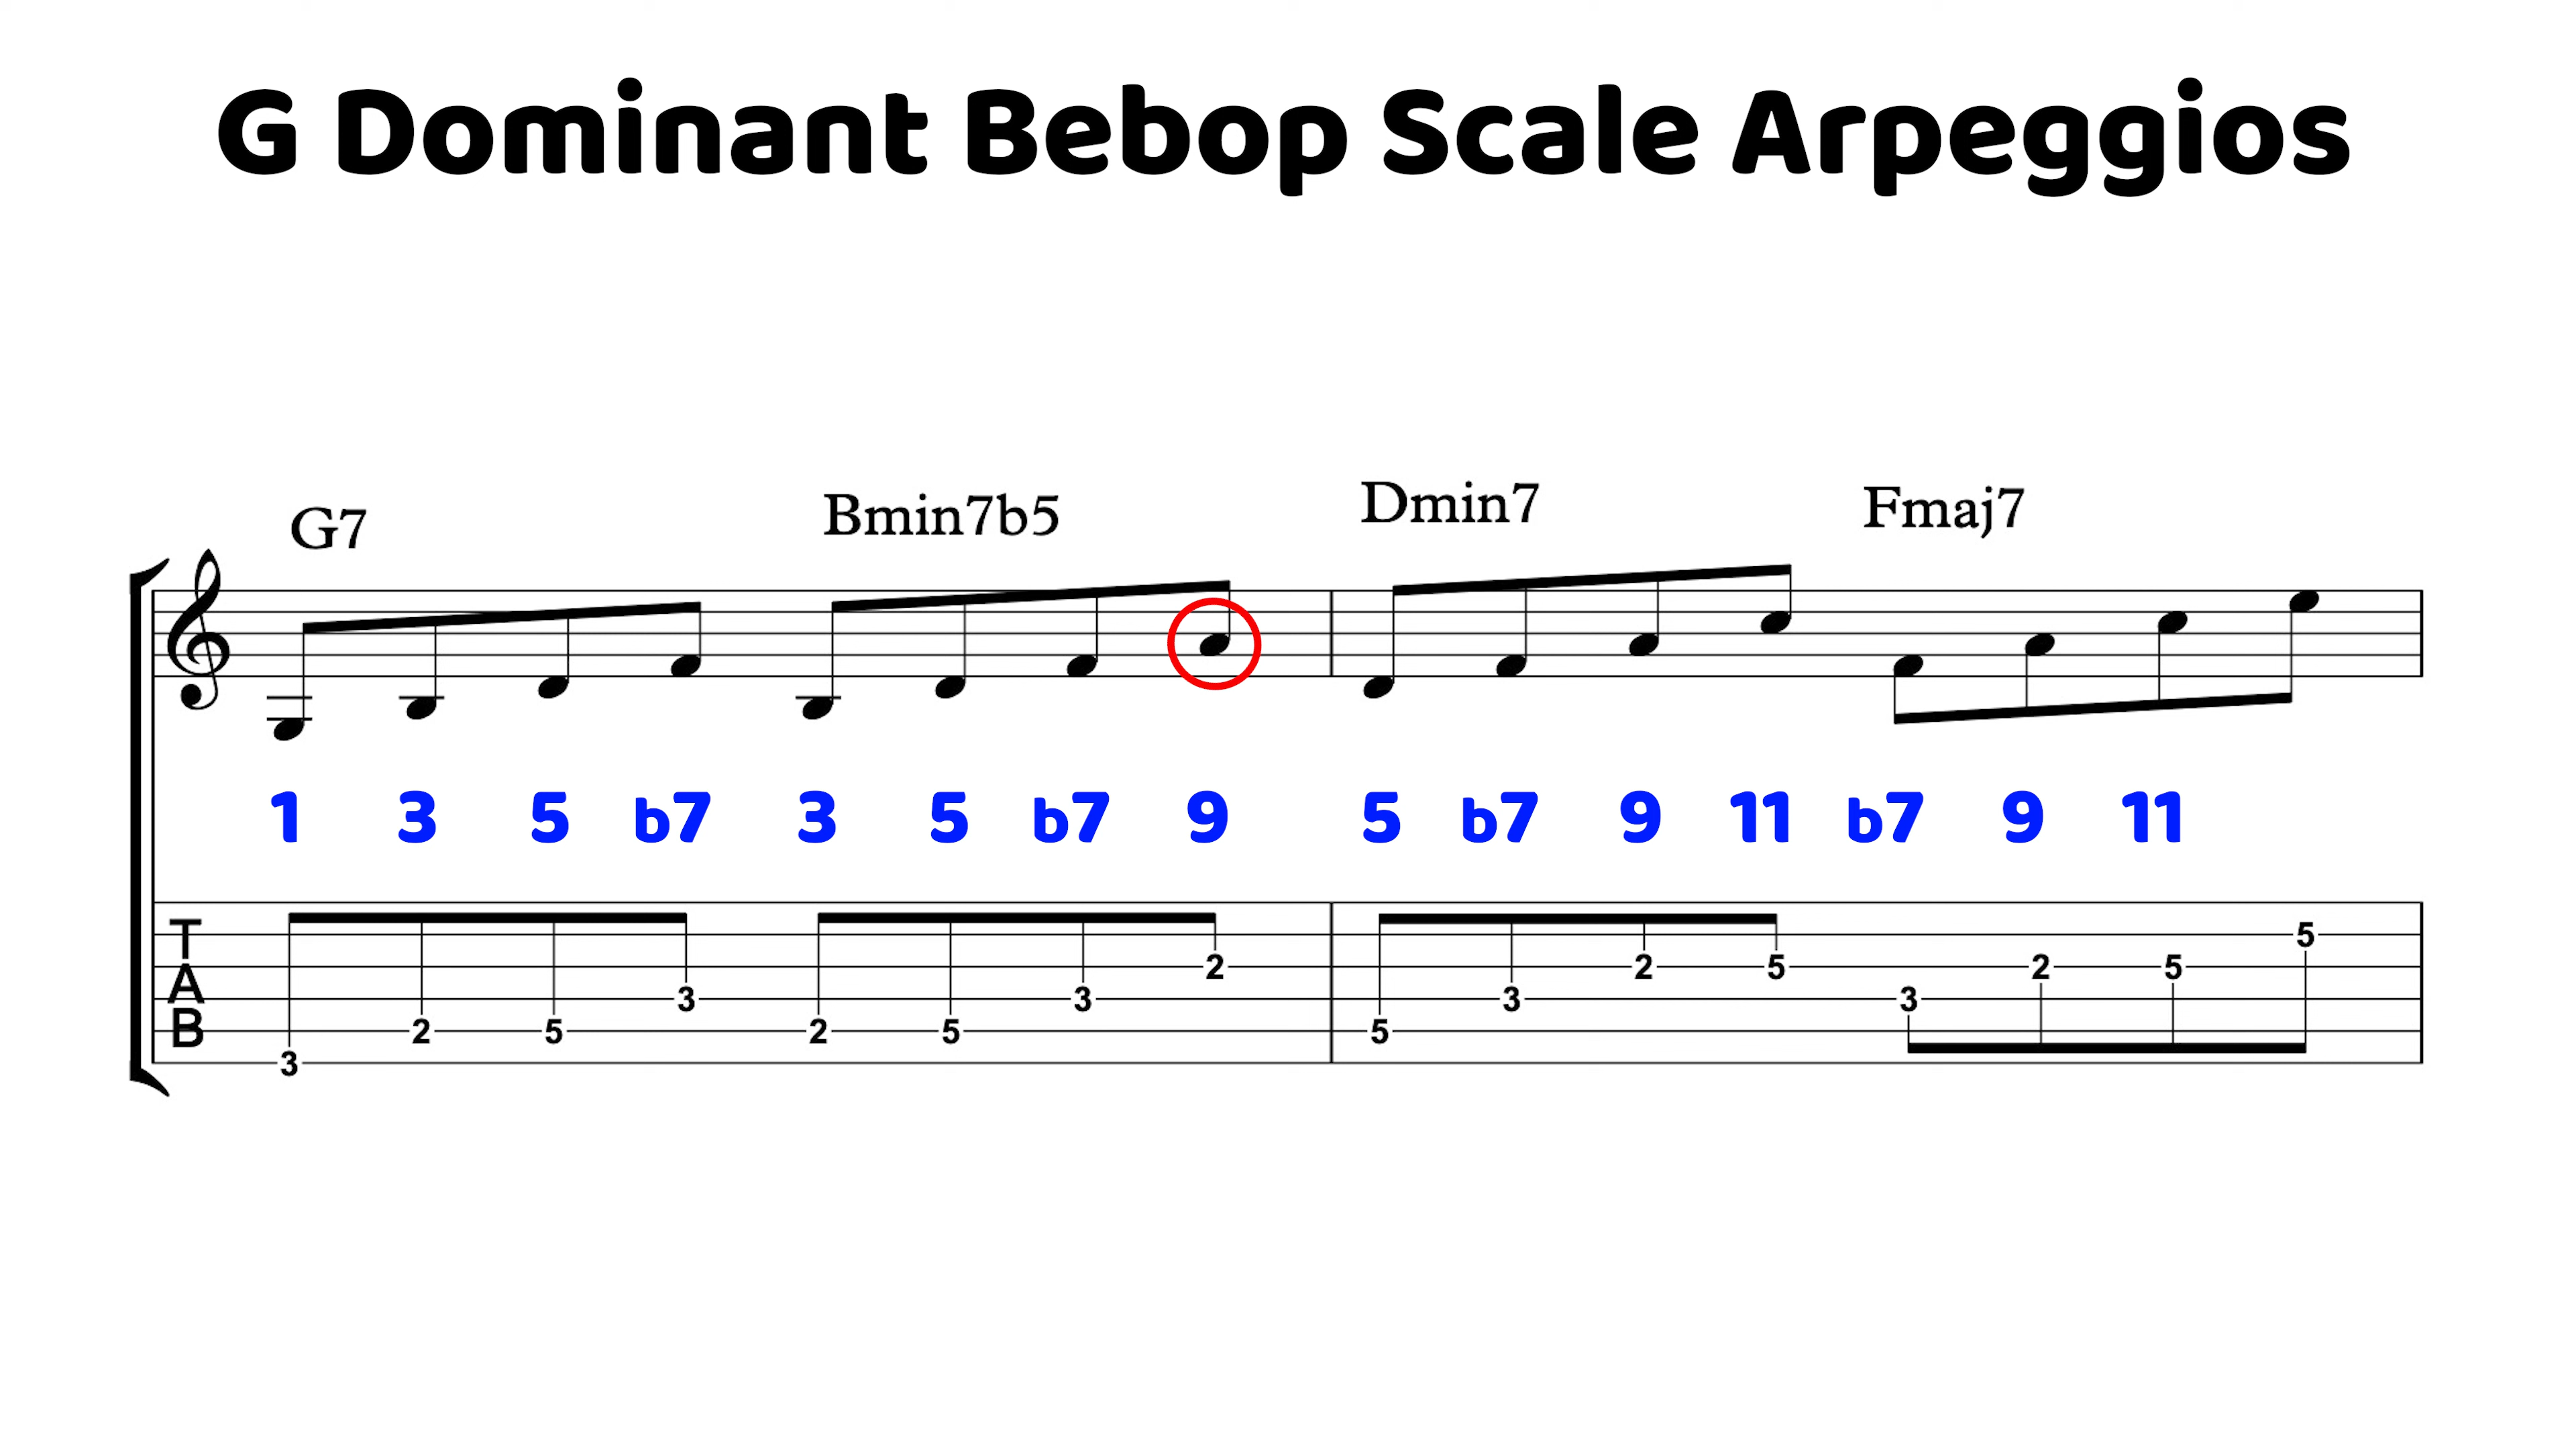 G Dominant Bebop Scale Arpeggios
G7 Bmin7b5 Dmin7 Fmaj7
1 3 5 b7 3 5 b7 9 5 b7 9 11 b7 9 11
T
A
B
3 2 5 3 2 5 3 2 5 3 2 5 3 2 5 5